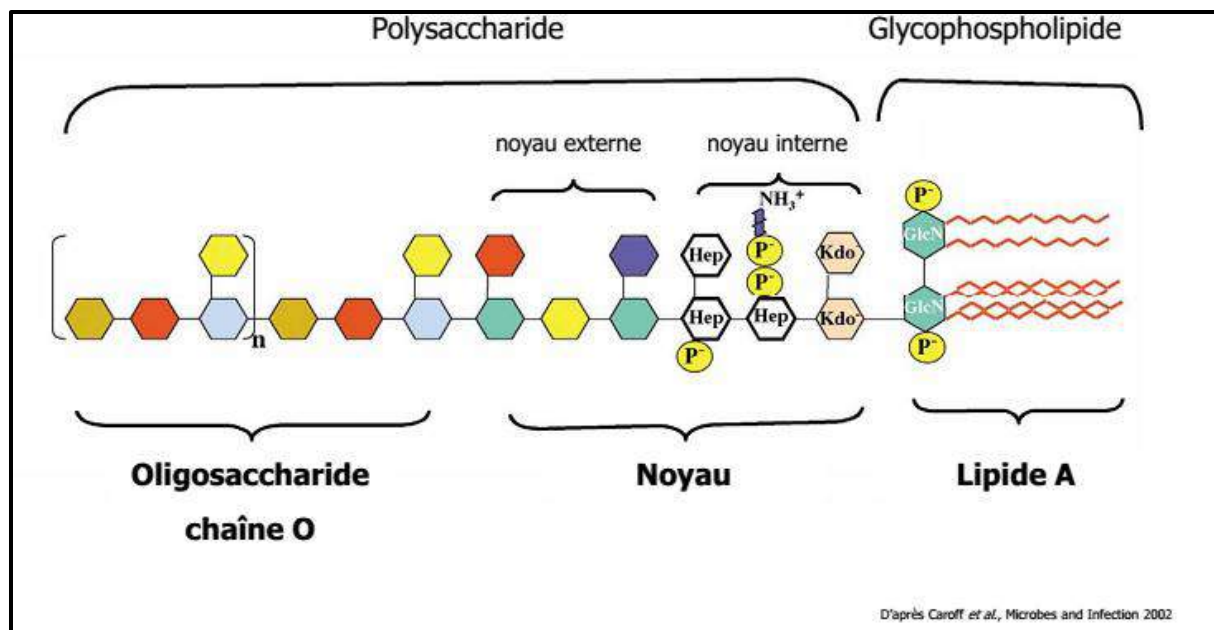 Polysaccharide
Glycophospholipide
noyau externe
noyau interne
NH₃⁺
P⁻
P⁻
GlcN
Hep
Kdo⁻
P⁻
n
Hep
Hep
Kdo⁻
GlcN
P⁻
P⁻
Oligosaccharide
chaîne O
Noyau
Lipide A
D'après Caroff et al., Microbes and Infection 2002